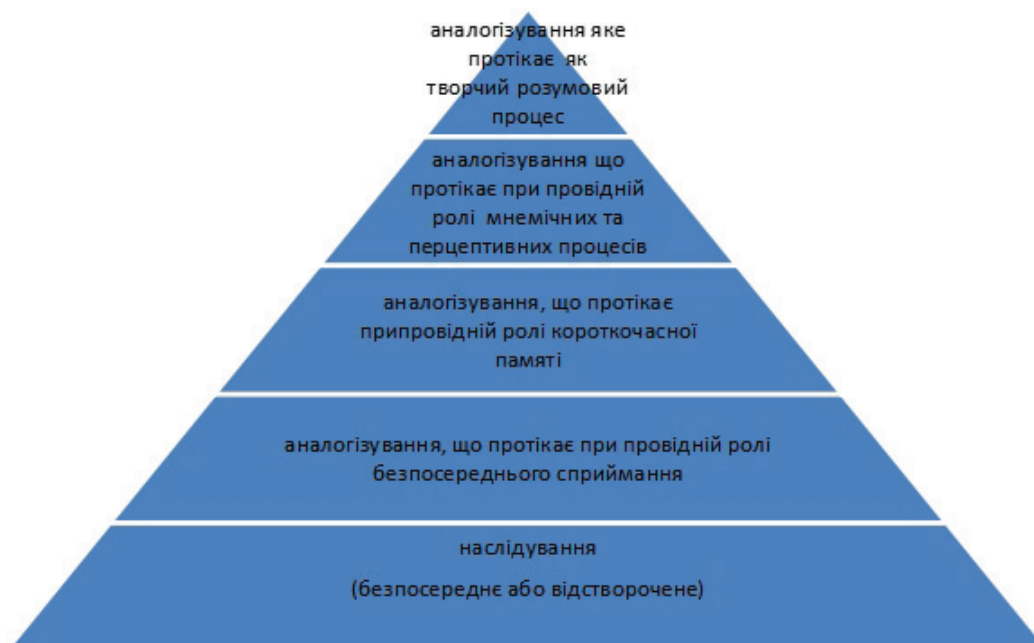 аналогізування яке
протікає як
творчий розумовий
процес
аналогізування що
протікає при провідній
ролі мнемічних та
перцептивних процесів
аналогізування, що протікає
припровідній ролі короткочасної
памяті
аналогізування, що протікає при провідній ролі
безпосереднього сприймання
наслідування
(безпосереднє або відстворочене)